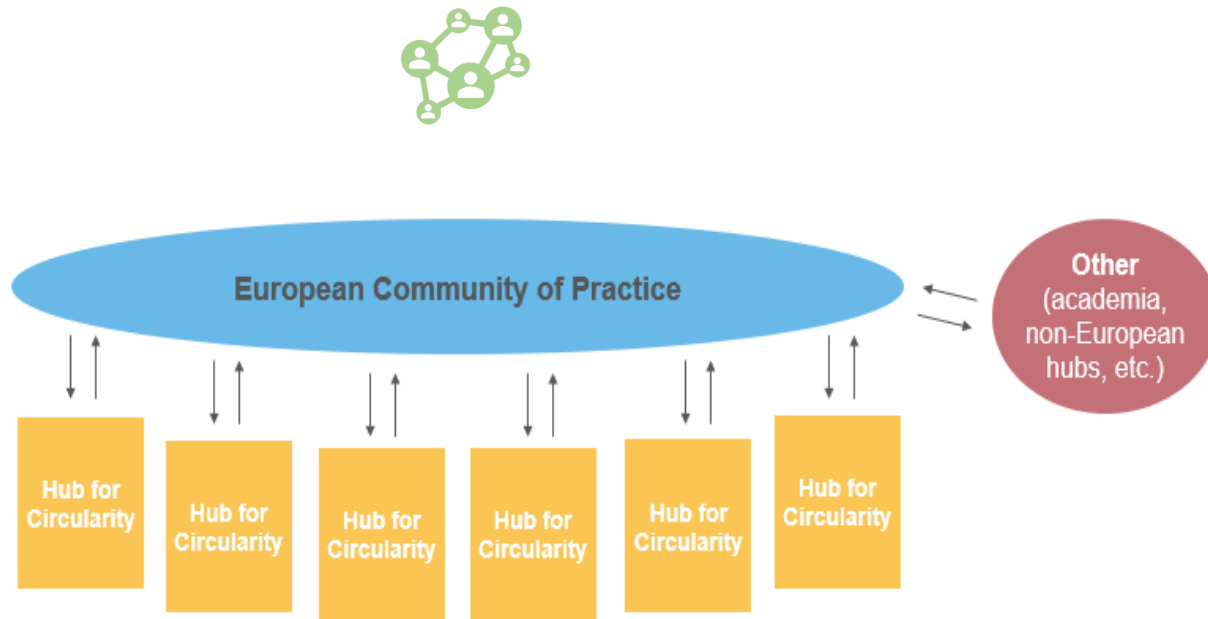 European Community of Practice
Other
(academia,
non-European
hubs, etc.)
Hub for
Circularity
Hub for
Circularity
Hub for
Circularity
Hub for
Circularity
Hub for
Circularity
Hub for
Circularity